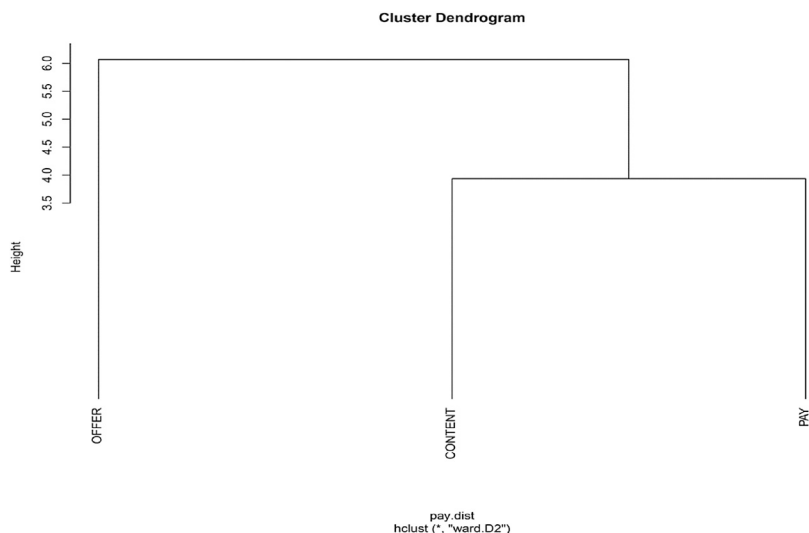 Cluster Dendrogram
6.0
5.5
5.0
4.5
4.0
3.5
Height
OFFER
CONTENT
PAY
pay.dist
hclust (*, "ward.D2")